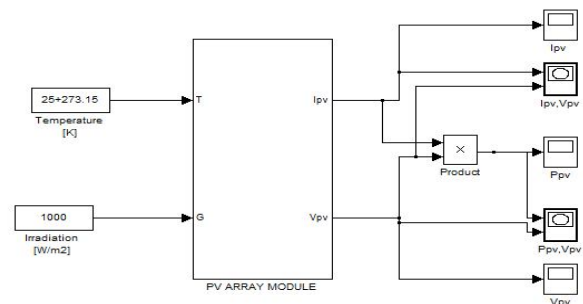 Ipv
25+273.15
Temperature
[K]
T
Ipv
Ipv,Vpv
×
Product
Ppv
1000
Irradiation
[W/m2]
G
Vpv
Ppv,Vpv
PV ARRAY MODULE
Vpv